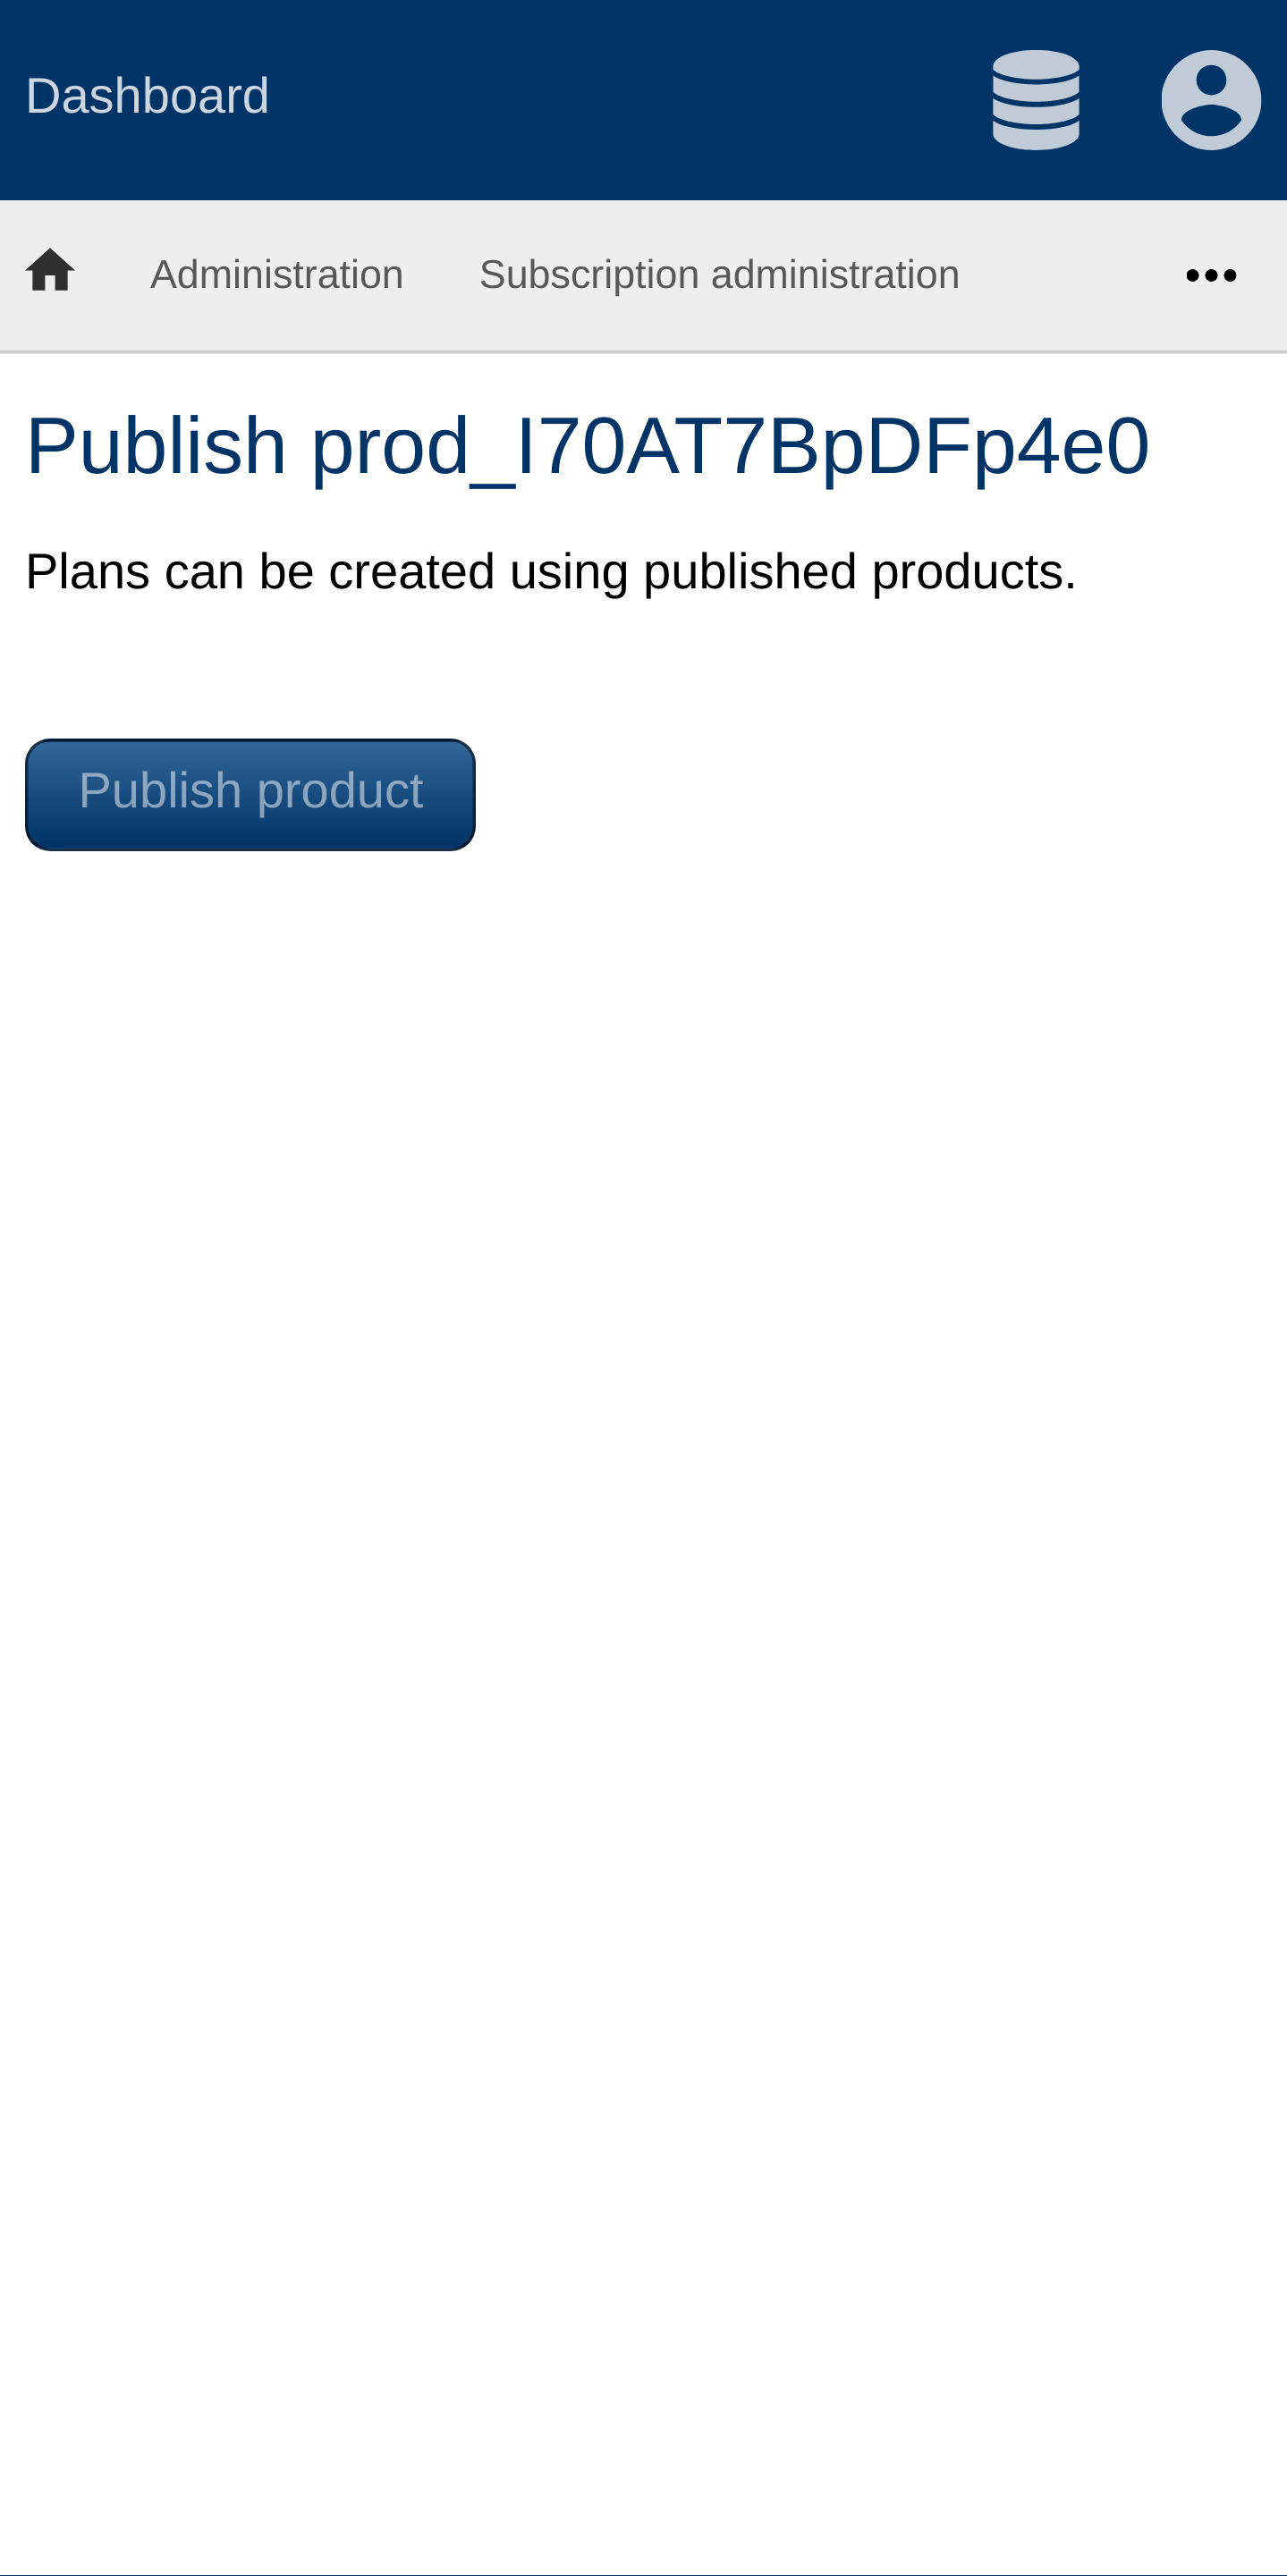 Dashboard
Administration Subscription administration
Publish prod_I70AT7BpDFp4e0
Plans can be created using published products.
Publish product